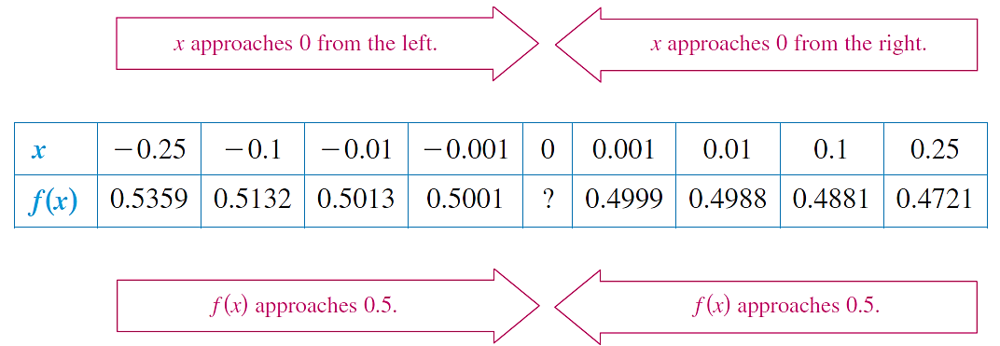 x approaches 0 from the left. x approaches 0 from the right.
x −0.25 −0.1 −0.01 −0.001 0 0.001 0.01 0.1 0.25
f(x) 0.5359 0.5132 0.5013 0.5001 ? 0.4999 0.4988 0.4881 0.4721
f(x) approaches 0.5. f(x) approaches 0.5.